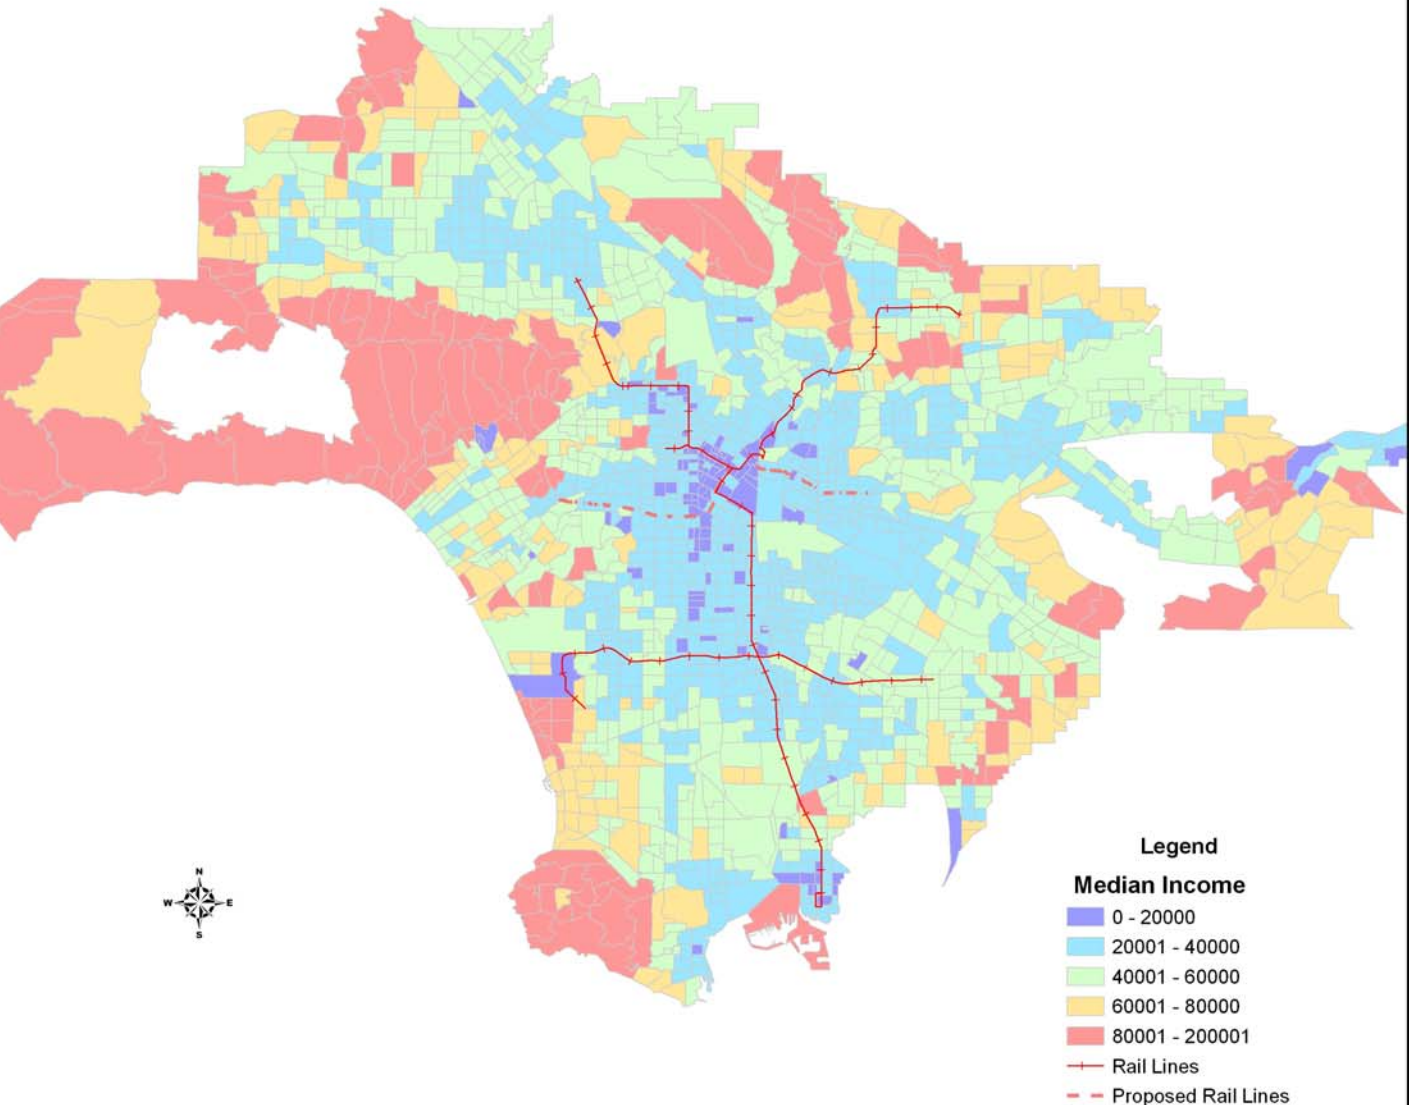 N
W E
S
Legend
Median Income
0 - 20000
20001 - 40000
40001 - 60000
60001 - 80000
80001 - 200001
Rail Lines
Proposed Rail Lines